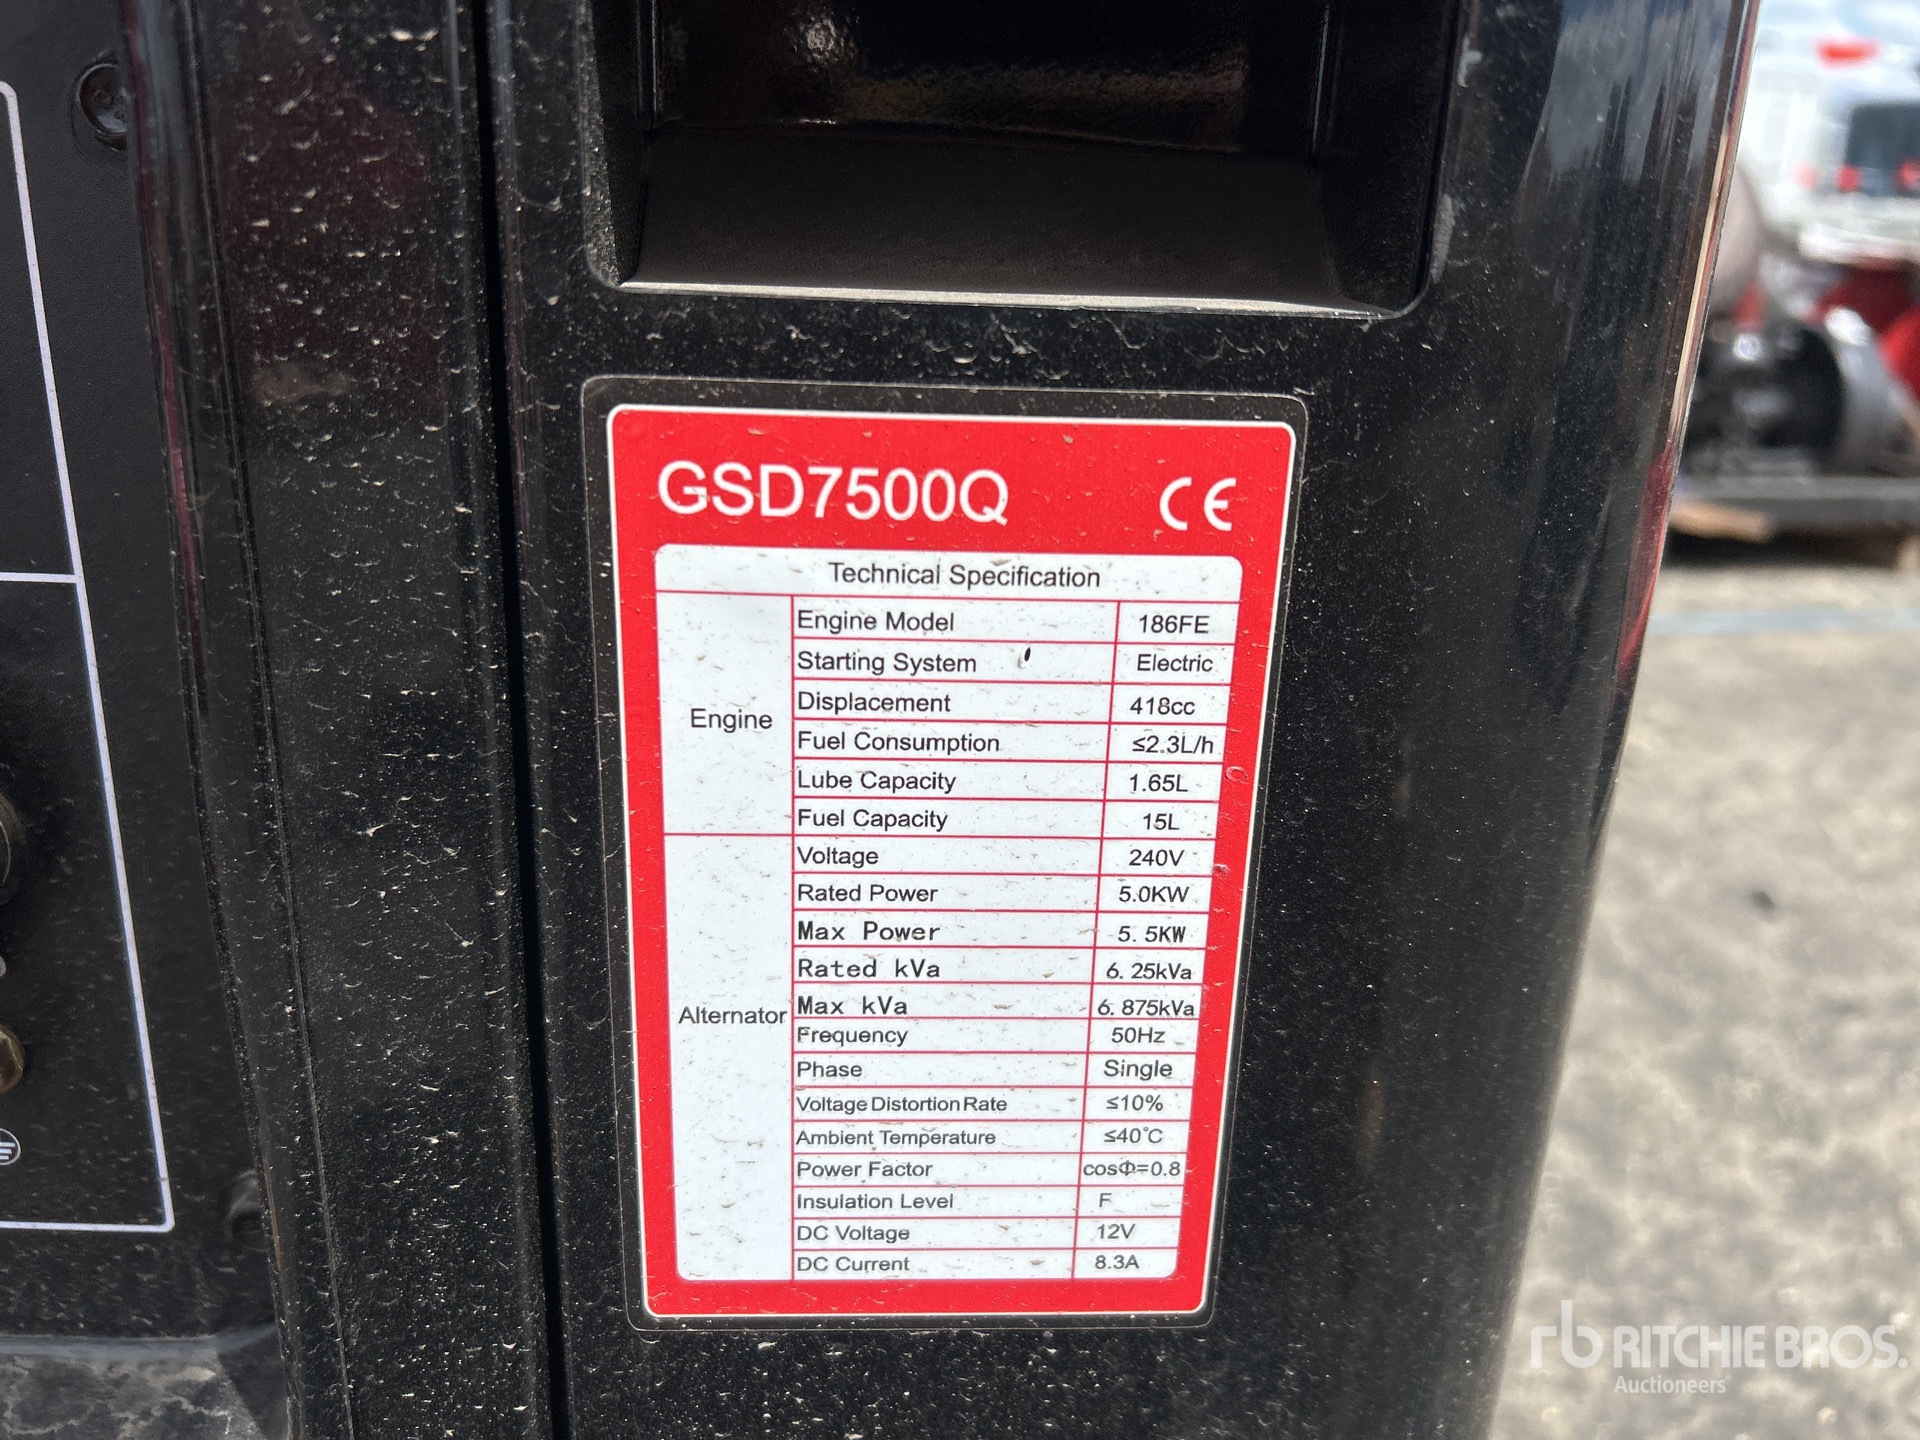 GSD7500Q CE
Technical Specification
Engine
Engine Model 186FE
Starting System Electric
Displacement 418cc
Fuel Consumption ≤2.3L/h
Lube Capacity 1.65L
Fuel Capacity 15L
Alternator
Voltage 240V
Rated Power 5.0KW
Max Power 5.5KW
Rated kVa 6.25kVa
Max kVa 6.875kVa
Frequency 50Hz
Phase Single
Voltage Distortion Rate ≤10%
Ambient Temperature ≤40℃
Power Factor cosΦ=0.8
Insulation Level F
DC Voltage 12V
DC Current 8.3A
rb RITCHIE BROS.
Auctioneers